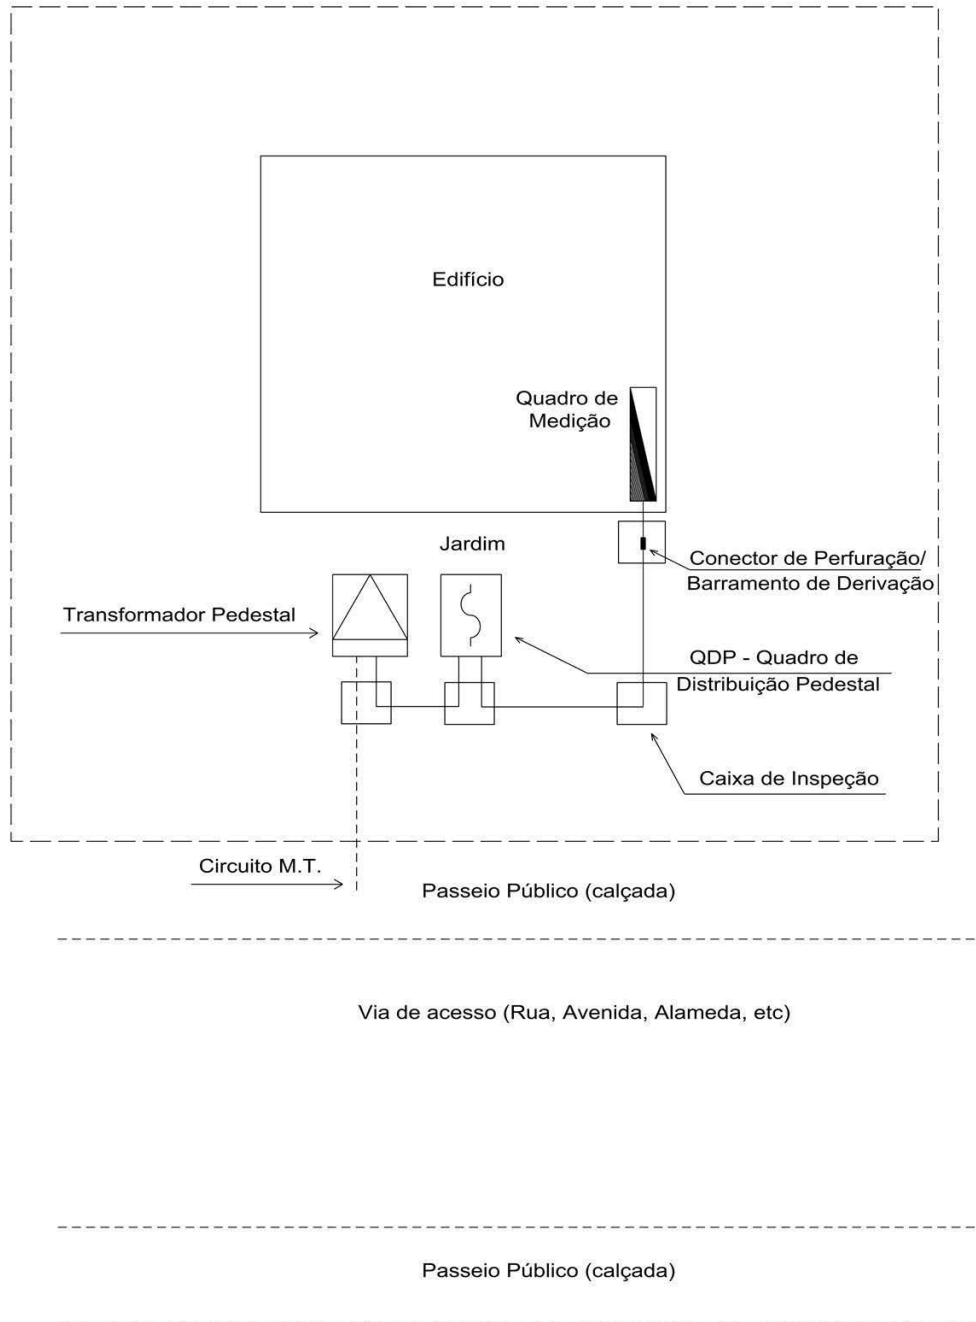 Edifício
Quadro de
Medição
Jardim
Conector de Perfuração/
Barramento de Derivação
Transformador Pedestal
QDP - Quadro de
Distribuição Pedestal
Caixa de Inspeção
Circuito M.T.
Passeio Público (calçada)
Via de acesso (Rua, Avenida, Alameda, etc)
Passeio Público (calçada)